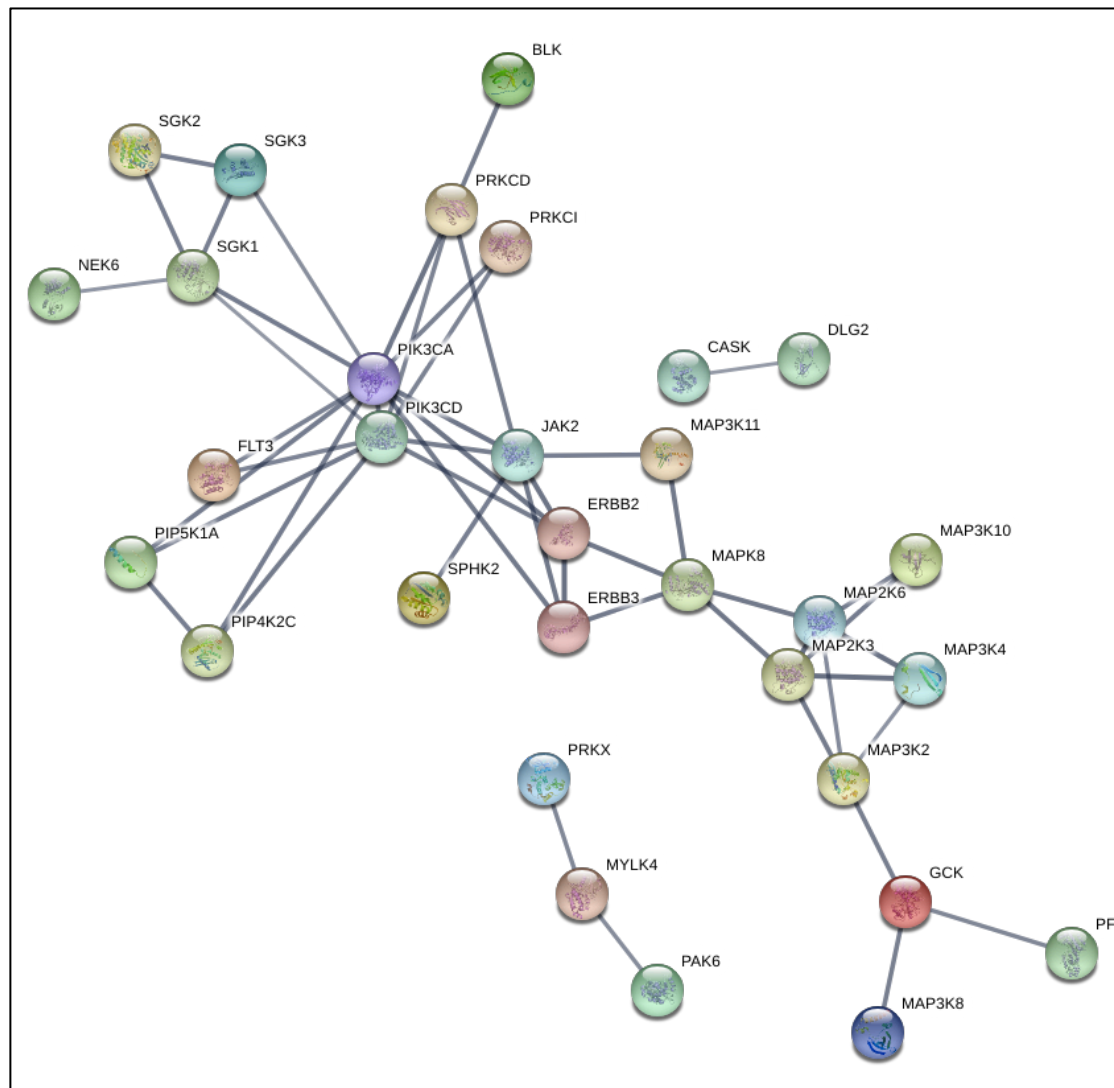 BLK
SGK2
SGK3
PRKCD
PRKCI
SGK1
NEK6
PIK3CA
CASK
DLG2
PIK3CD
JAK2
MAP3K11
FLT3
ERBB2
MAP3K10
PIP5K1A
SPHK2
MAPK8
MAP2K6
ERBB3
PIP4K2C
MAP2K3
MAP3K4
PRKX
MAP3K2
MYLK4
GCK
PAK6
MAP3K8